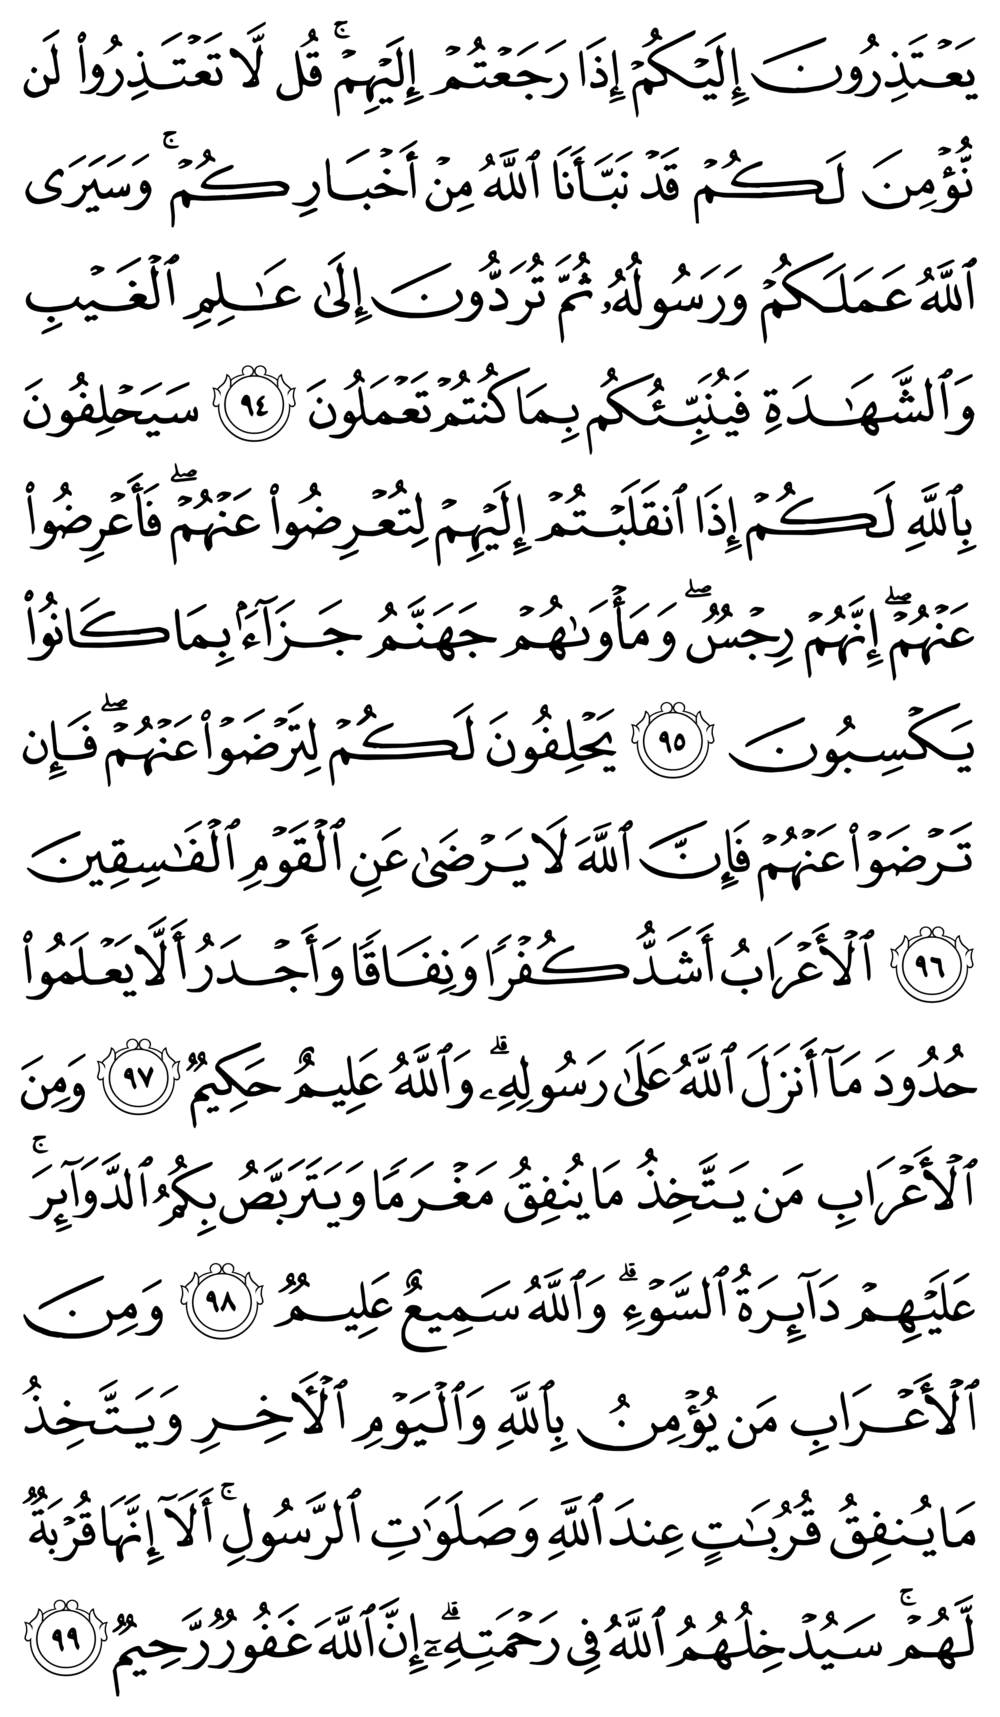 يَعۡتَذِرُونَ إِلَيۡكُمۡ إِذَا رَجَعۡتُمۡ إِلَيۡهِمۡۚ قُل لَّا تَعۡتَذِرُواْ لَن
نُّؤۡمِنَ لَكُمۡ قَدۡ نَبَّأَنَا ٱللَّهُ مِنۡ أَخۡبَارِكُمۡۚ وَسَيَرَى
ٱللَّهُ عَمَلَكُمۡ وَرَسُولُهُۥ ثُمَّ تُرَدُّونَ إِلَىٰ عَٰلِمِ ٱلۡغَيۡبِ
وَٱلشَّهَٰدَةِ فَيُنَبِّئُكُم بِمَا كُنتُمۡ تَعۡمَلُونَ ٩٤ سَيَحۡلِفُونَ
بِٱللَّهِ لَكُمۡ إِذَا ٱنقَلَبۡتُمۡ إِلَيۡهِمۡ لِتُعۡرِضُواْ عَنۡهُمۡۖ فَأَعۡرِضُواْ
عَنۡهُمۡۖ إِنَّهُمۡ رِجۡسٞۖ وَمَأۡوَىٰهُمۡ جَهَنَّمُ جَزَآءَۢ بِمَا كَانُواْ
يَكۡسِبُونَ ٩٥ يَحۡلِفُونَ لَكُمۡ لِتَرۡضَوۡاْ عَنۡهُمۡۖ فَإِن
تَرۡضَوۡاْ عَنۡهُمۡ فَإِنَّ ٱللَّهَ لَا يَرۡضَىٰ عَنِ ٱلۡقَوۡمِ ٱلۡفَٰسِقِينَ
٩٦ ٱلۡأَعۡرَابُ أَشَدُّ كُفۡرٗا وَنِفَاقٗا وَأَجۡدَرُ أَلَّا يَعۡلَمُواْ
حُدُودَ مَآ أَنزَلَ ٱللَّهُ عَلَىٰ رَسُولِهِۦۗ وَٱللَّهُ عَلِيمٌ حَكِيمٞ ٩٧ وَمِنَ
ٱلۡأَعۡرَابِ مَن يَتَّخِذُ مَا يُنفِقُ مَغۡرَمٗا وَيَتَرَبَّصُ بِكُمُ ٱلدَّوَآئِرَۚ
عَلَيۡهِمۡ دَآئِرَةُ ٱلسَّوۡءِۗ وَٱللَّهُ سَمِيعٌ عَلِيمٞ ٩٨ وَمِنَ
ٱلۡأَعۡرَابِ مَن يُؤۡمِنُ بِٱللَّهِ وَٱلۡيَوۡمِ ٱلۡأٓخِرِ وَيَتَّخِذُ
مَا يُنفِقُ قُرُبَٰتٍ عِندَ ٱللَّهِ وَصَلَوَٰتِ ٱلرَّسُولِۚ أَلَآ إِنَّهَا قُرۡبَةٞ
لَّهُمۡۚ سَيُدۡخِلُهُمُ ٱللَّهُ فِي رَحۡمَتِهِۦٓۗ إِنَّ ٱللَّهَ غَفُورٞ رَّحِيمٞ ٩٩